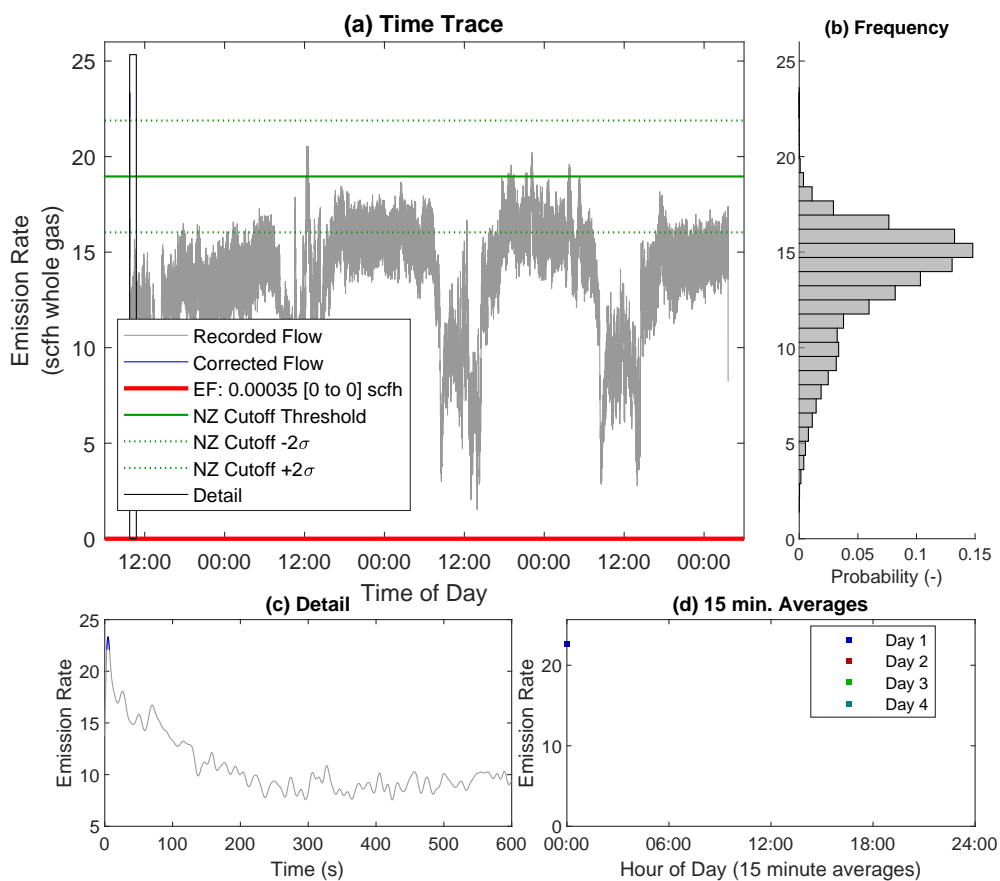 (a) Time Trace
(b) Frequency
Emission Rate
(scfh whole gas)
25
20
15
10
5
0
Recorded Flow
Corrected Flow
EF: 0.00035 [0 to 0] scfh
NZ Cutoff Threshold
NZ Cutoff -2σ
NZ Cutoff +2σ
Detail
12:00 00:00 12:00 00:00 12:00 00:00 12:00 00:00
Time of Day
25
20
15
10
5
0
0 0.05 0.1 0.15
Probability (-)
(c) Detail
Emission Rate
25
20
15
10
5
0 100 200 300 400 500 600
Time (s)
(d) 15 min. Averages
Emission Rate
20
10
0
Day 1
Day 2
Day 3
Day 4
00:00 06:00 12:00 18:00 24:00
Hour of Day (15 minute averages)